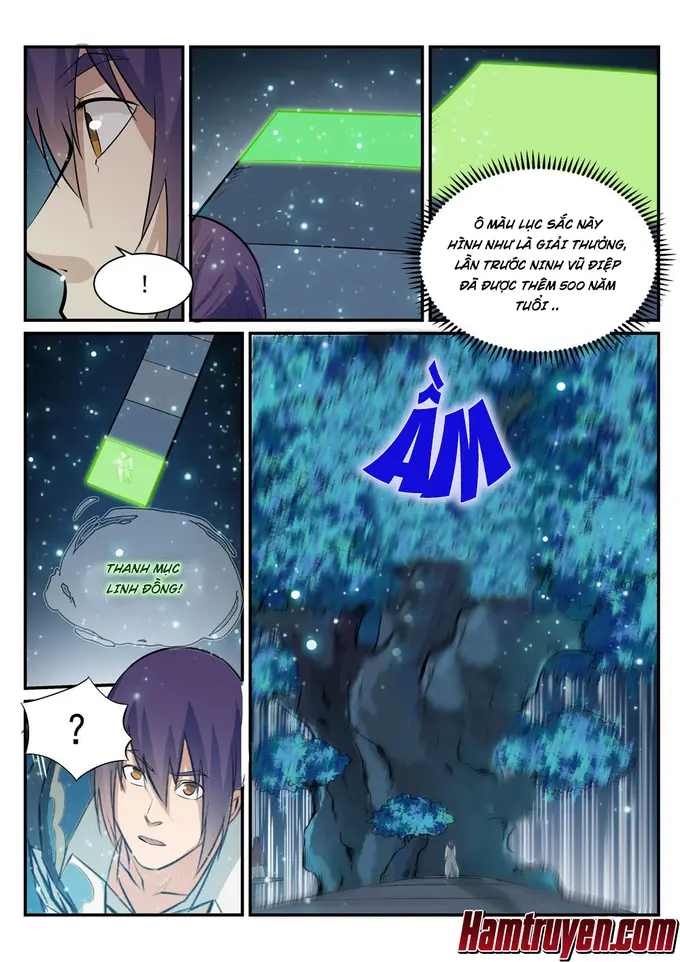 !
Ô MÀU LỤC SẮC NÀY
HÌNH NHƯ LÀ GIẢI THƯỞNG,
LẦN TRƯỚC NINH VŨ ĐIỆP
ĐÃ ĐƯỢC THÊM 500 NĂM
TUỔI ..
ẦM
THANH MỤC
LINH ĐỒNG!
?
Hamtruyen.com